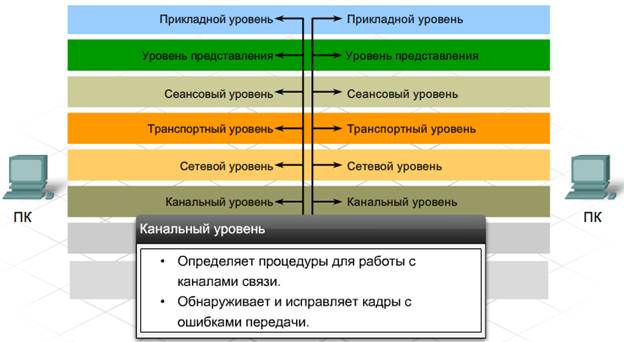 Прикладной уровень Прикладной уровень
Уровень представления Уровень представления
Сеансовый уровень Сеансовый уровень
Транспортный уровень Транспортный уровень
Сетевой уровень Сетевой уровень
Канальный уровень Канальный уровень
ПК ПК
Канальный уровень
• Определяет процедуры для работы с
каналами связи.
• Обнаруживает и исправляет кадры с
ошибками передачи.